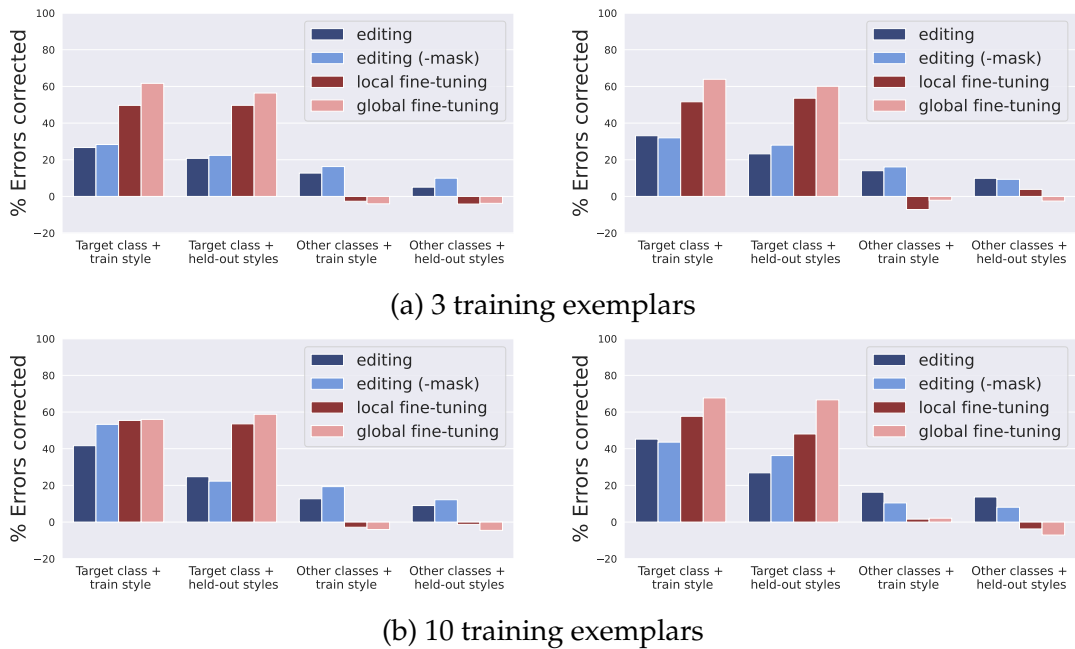 % Errors corrected
100
80
60
40
20
0
−20
editing
editing (-mask)
local fine-tuning
global fine-tuning
Target class +
train style
Target class +
held-out styles
Other classes +
train style
Other classes +
held-out styles
% Errors corrected
100
80
60
40
20
0
−20
editing
editing (-mask)
local fine-tuning
global fine-tuning
Target class +
train style
Target class +
held-out styles
Other classes +
train style
Other classes +
held-out styles
(a) 3 training exemplars
% Errors corrected
100
80
60
40
20
0
−20
editing
editing (-mask)
local fine-tuning
global fine-tuning
Target class +
train style
Target class +
held-out styles
Other classes +
train style
Other classes +
held-out styles
% Errors corrected
100
80
60
40
20
0
−20
editing
editing (-mask)
local fine-tuning
global fine-tuning
Target class +
train style
Target class +
held-out styles
Other classes +
train style
Other classes +
held-out styles
(b) 10 training exemplars